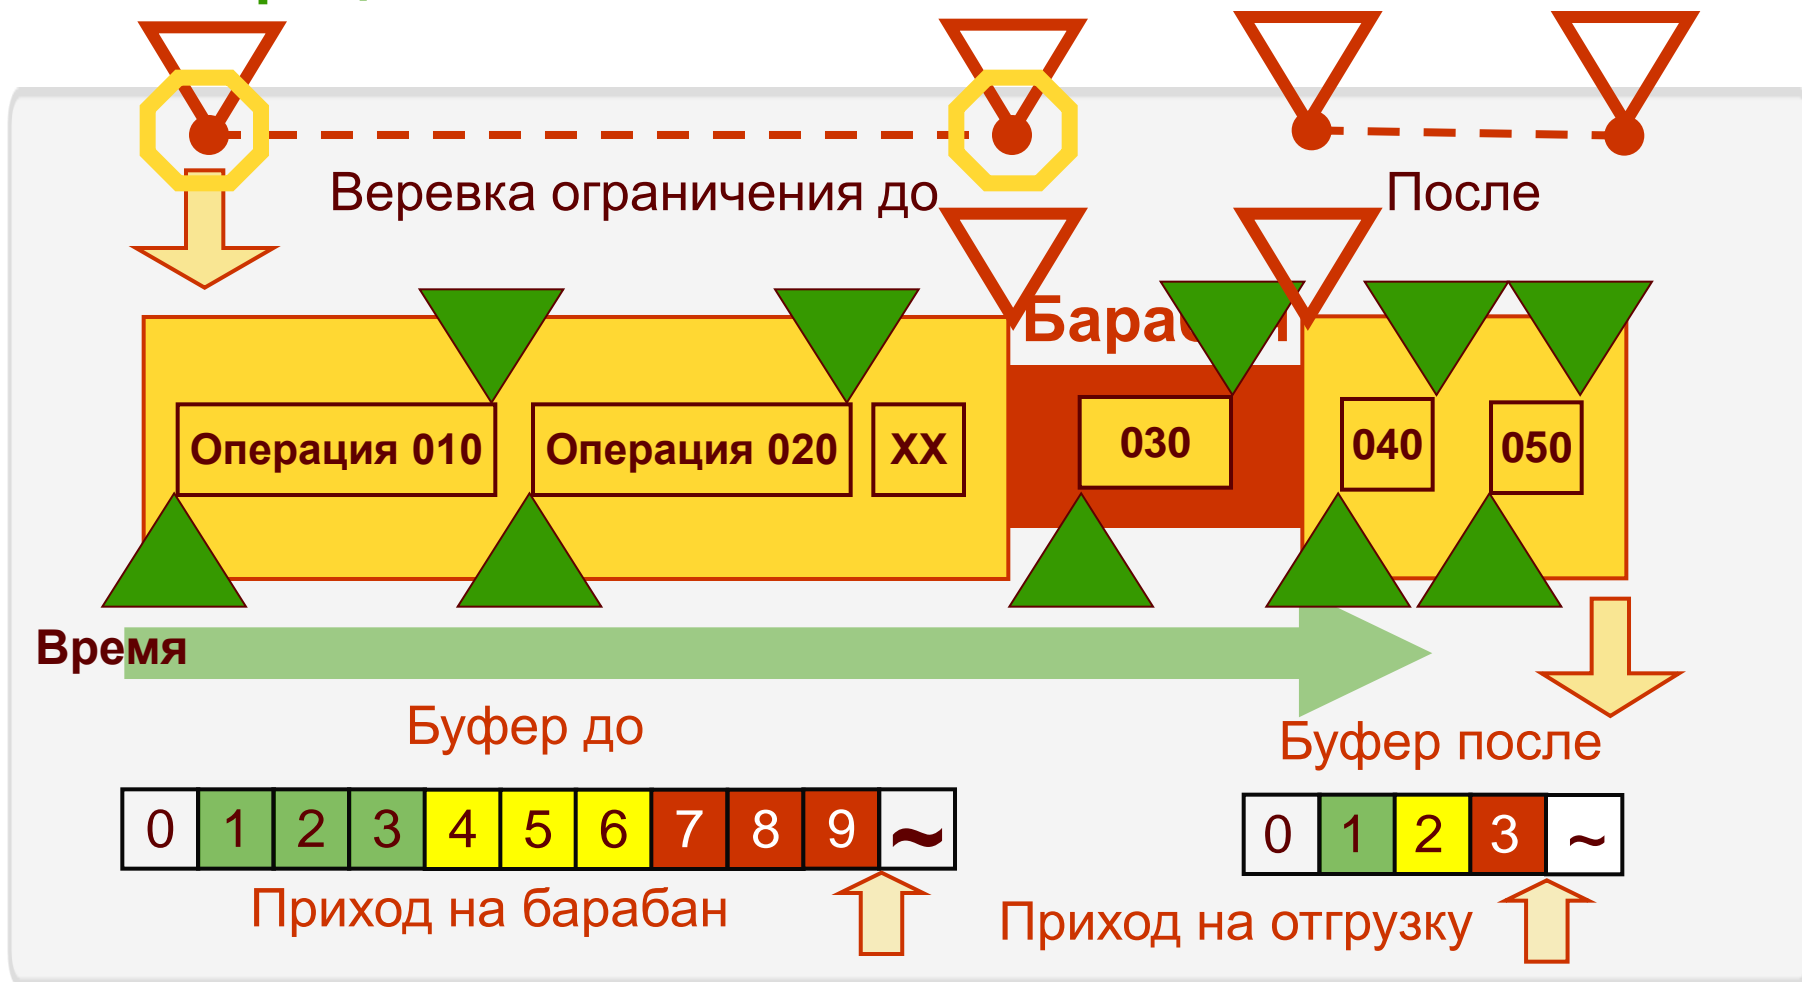 Веревка ограничения до
После
Операция 010
Операция 020
XX
030
040
050
Время
Буфер до
Буфер после
0 1 2 3 4 5 6 7 8 9 ~
0 1 2 3 ~
Приход на барабан
Приход на отгрузку